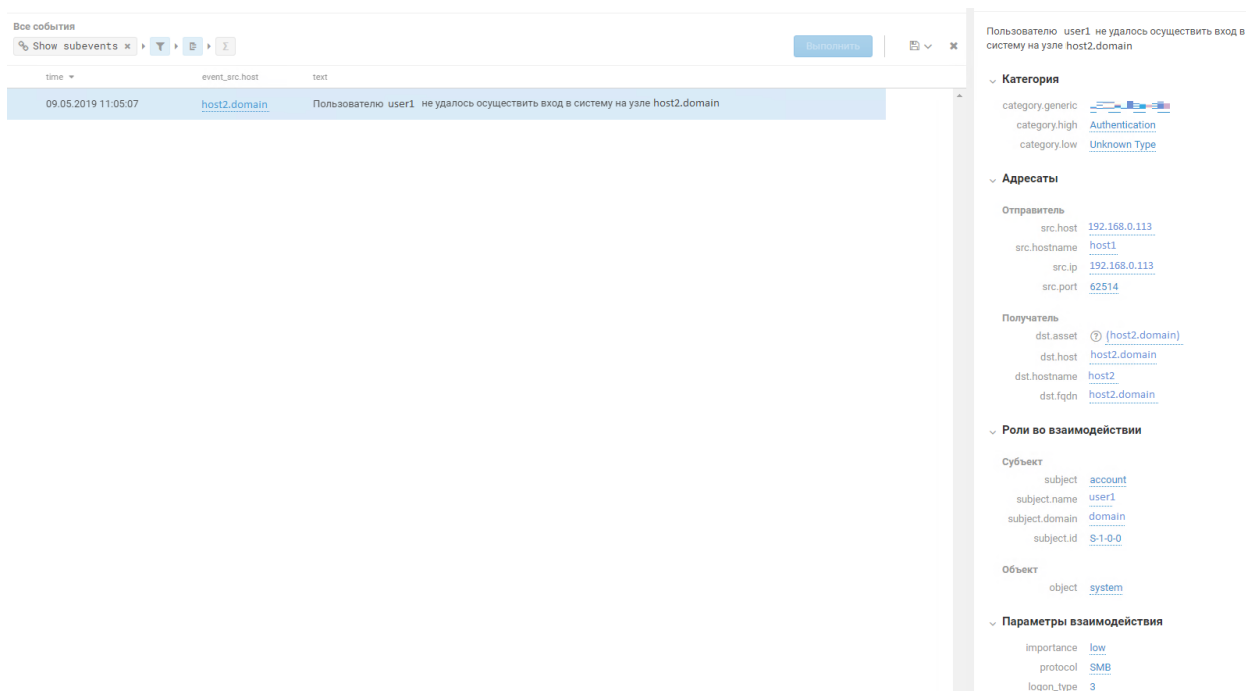 Все события
Show subevents × Σ Выполнить
time event_src.host text
09.05.2019 11:05:07 host2.domain Пользователю user1 не удалось осуществить вход в систему на узле host2.domain
Пользователю user1 не удалось осуществить вход в
систему на узле host2.domain
Категория
category.generic
category.high Authentication
category.low Unknown Type
Адресаты
Отправитель
src.host 192.168.0.113
src.hostname host1
src.ip 192.168.0.113
src.port 62514
Получатель
dst.asset ? (host2.domain)
dst.host host2.domain
dst.hostname host2
dst.fqdn host2.domain
Роли во взаимодействии
Субъект
subject account
subject.name user1
subject.domain domain
subject.id S-1-0-0
Объект
object system
Параметры взаимодействия
importance low
protocol SMB
logon_type 3